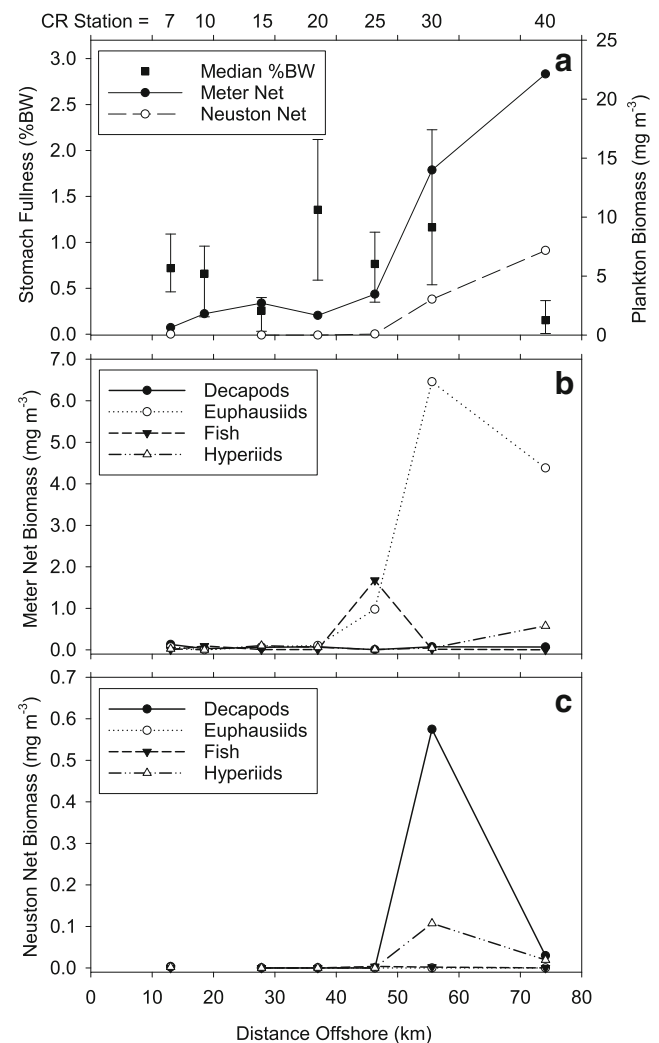 CR Station = 7 10 15 20 25 30 40
a
Median %BW
Meter Net
Neuston Net
Stomach Fullness (%BW)
3.0
2.5
2.0
1.5
1.0
0.5
0.0
Plankton Biomass (mg m-3)
25
20
15
10
5
0
b
Decapods
Euphausiids
Fish
Hyperiids
Meter Net Biomass (mg m-3)
7.0
6.0
5.0
4.0
3.0
2.0
1.0
0.0
c
Decapods
Euphausiids
Fish
Hyperiids
Neuston Net Biomass (mg m-3)
0.7
0.6
0.5
0.4
0.3
0.2
0.1
0.0
0 10 20 30 40 50 60 70 80
Distance Offshore (km)